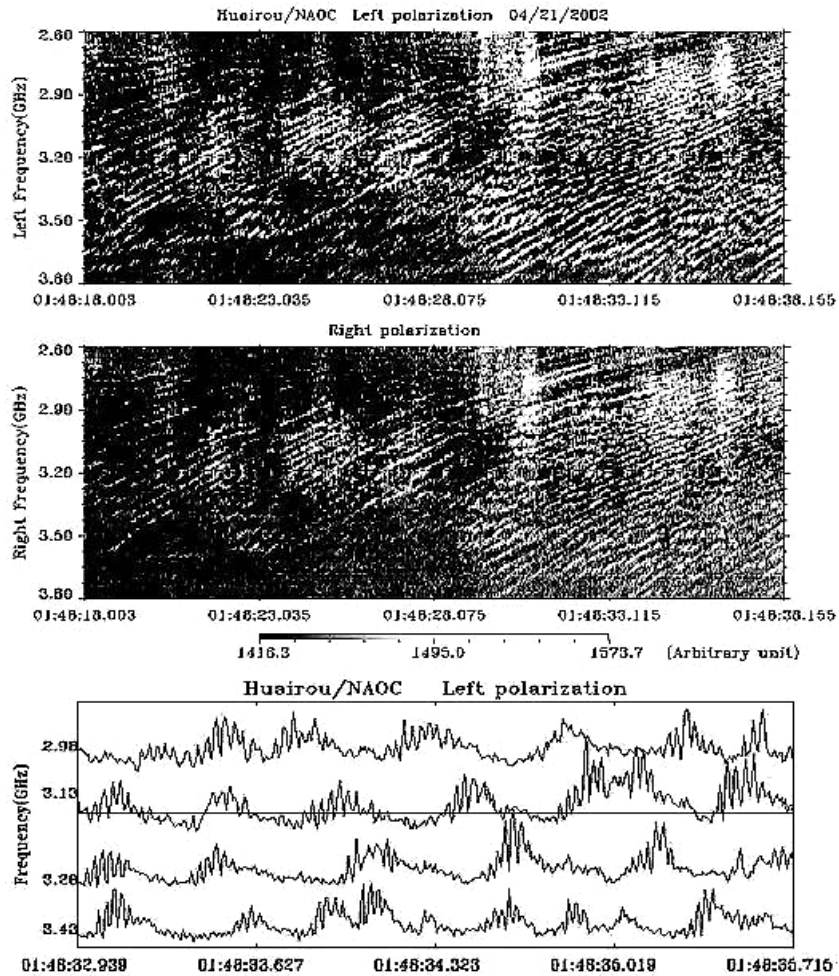 Huairou/NAOC Left polarization 04/21/2002
Left Frequency(GHz)
2.60
2.90
3.20
3.50
3.80
01:48:18.003 01:48:23.035 01:48:28.075 01:48:33.115 01:48:38.155
Right polarization
Right Frequency(GHz)
2.60
2.90
3.20
3.50
3.80
01:48:18.003 01:48:23.035 01:48:28.075 01:48:33.115 01:48:38.155
1416.3 1495.0 1573.7 (Arbitrary unit)
Huairou/NAOC Left polarization
Frequency(GHz)
2.98
3.13
3.28
3.43
01:48:32.939 01:48:33.627 01:48:34.323 01:48:35.019 01:48:35.715